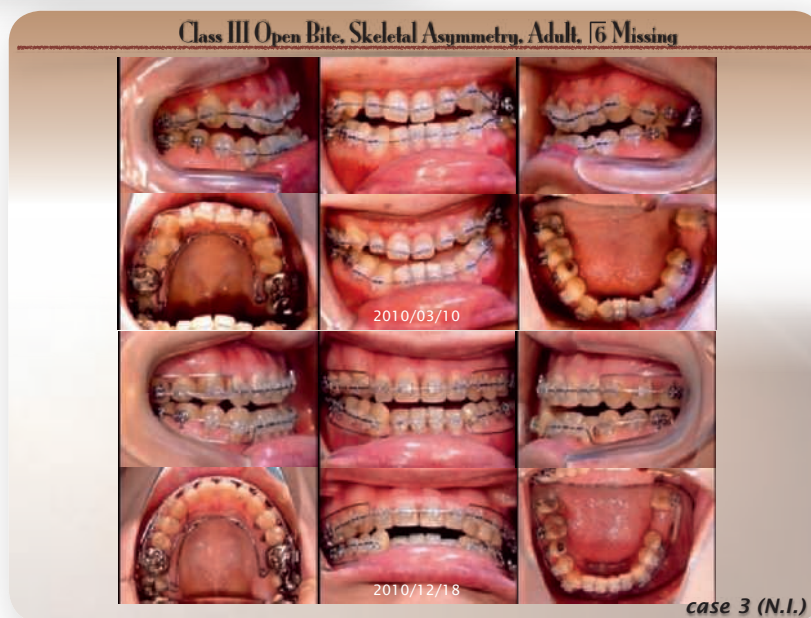 Class III Open Bite, Skeletal Asymmetry, Adult, ⌈6 Missing
2010/03/10
2010/12/18
case 3 (N.I.)